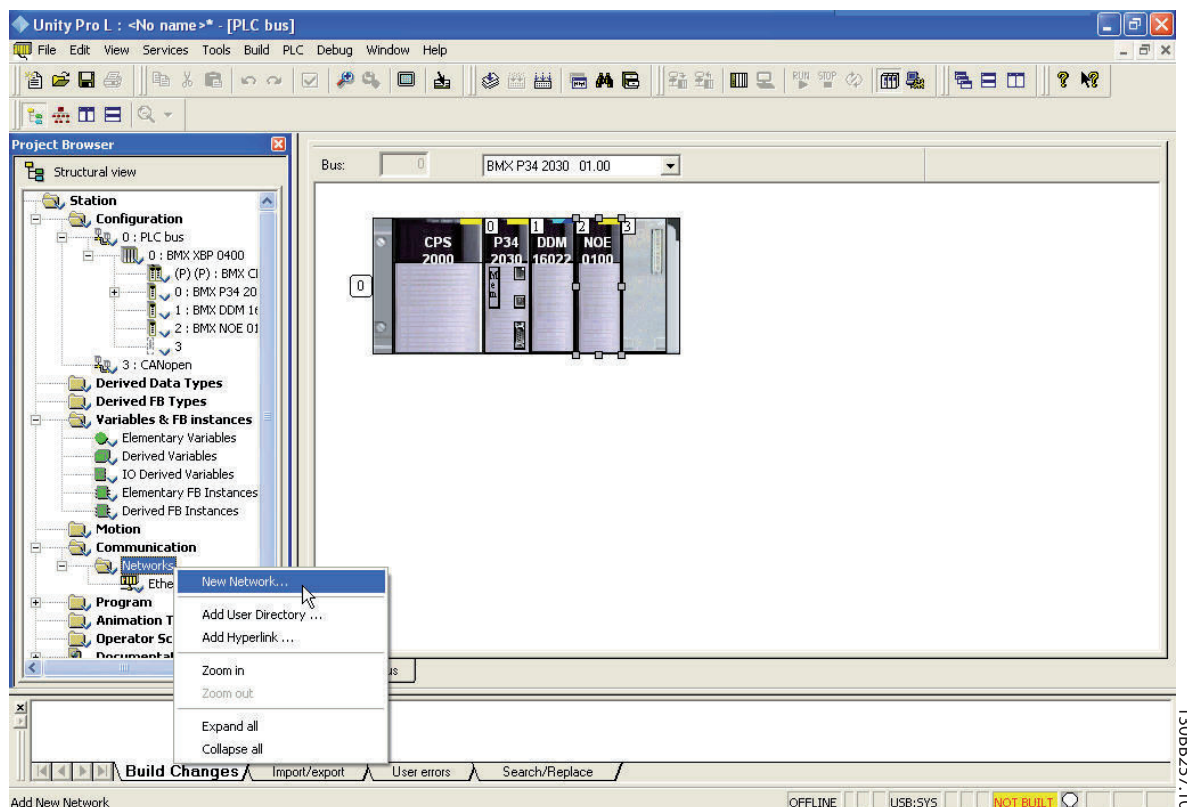 Unity Pro L : <No name>* - [PLC bus]
File Edit View Services Tools Build PLC Debug Window Help
RUN STOP
Project Browser
Structural view
Station
Configuration
0 : PLC bus
0 : BMX XBP 0400
(P) (P) : BMX CI
0 : BMX P34 20
1 : BMX DDM 16
2 : BMX NOE 01
3
3 : CANopen
Derived Data Types
Derived FB Types
Variables & FB instances
Elementary Variables
Derived Variables
IO Derived Variables
Elementary FB Instances
Derived FB Instances
Motion
Communication
Networks
Ethe
Program
Animation T
Operator Sc
Documental
New Network...
Add User Directory ...
Add Hyperlink ...
Zoom in
Zoom out
Expand all
Collapse all
Bus: 0 BMX P34 2030 01.00
0 1 2 3
CPS 2000
P34 2030
DDM 16022
NOE 0100
Mem
0
us
Build Changes Import/export User errors Search/Replace
Add New Network
OFFLINE USB:SYS NOT BUILT